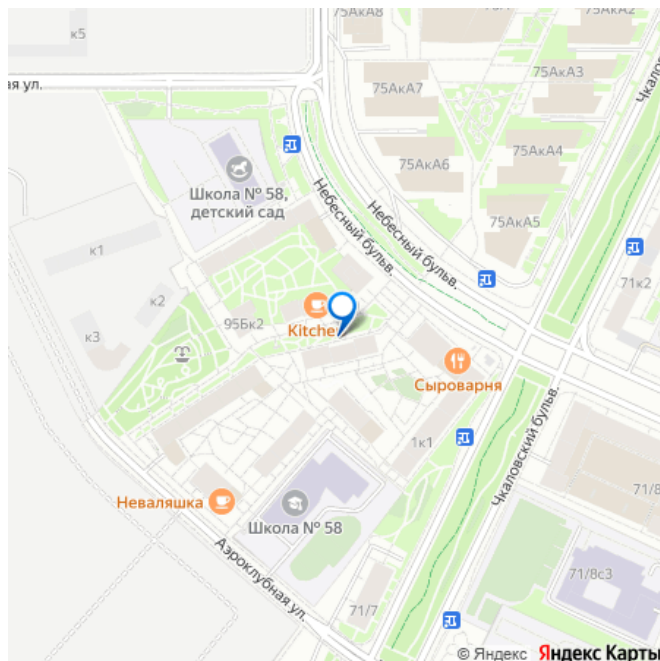 75АкА8
75АкА2
к5
75АкА3
ая ул.
75АкА7
Чкаловский
75АкА4
75АкА6
Школа № 58,
детский сад
Небесный бульв.
Небесный бульв.
75АкА5
к1
71к2
к2
95Бк2
Kitchen
к3
Сыроварня
1к1
Чкаловский бульв.
71/8
Неваляшка
Школа № 58
Аэроклубная ул.
71/8с3
71/7
© Яндекс Яндекс Карты